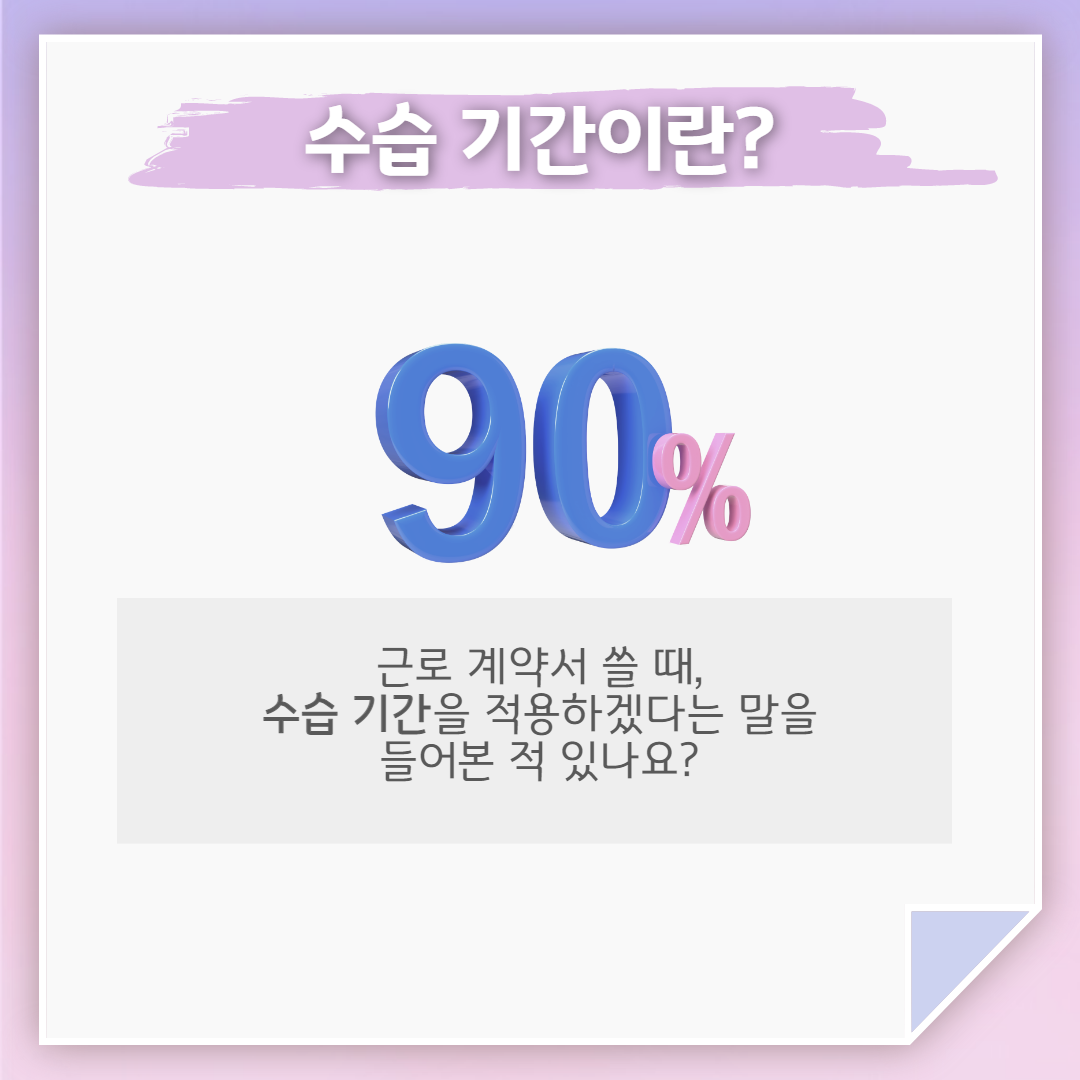 수습 기간이란?
90%
근로 계약서 쓸 때,
수습 기간을 적용하겠다는 말을
들어본 적 있나요?